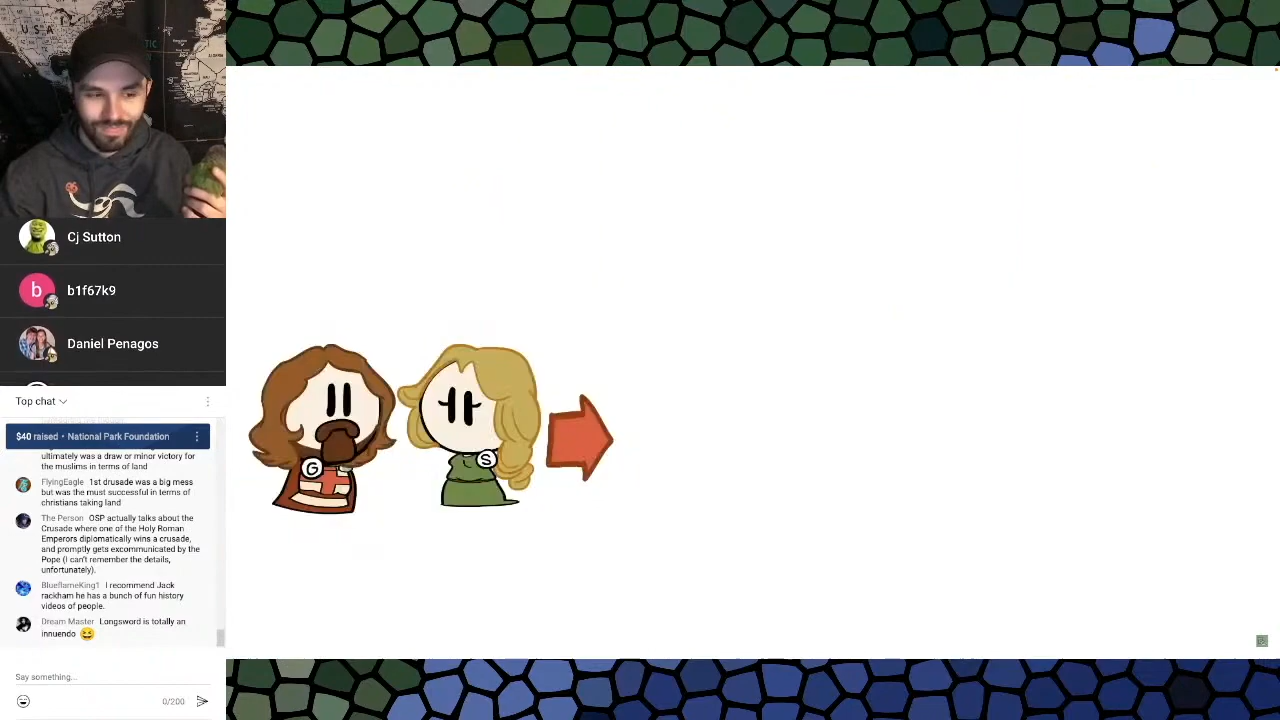 USA
TIC
Cj Sutton
b
b1f67k9
Daniel Penagos
Top chat
$40 raised • National Park Foundation
ultimately was a draw or minor victory for
the muslims in terms of land
FlyingEagle 1st drusade was a big mess
but was the must successful in terms of
christians taking land
The Person OSP actually talks about the
Crusade where one of the Holy Roman
Emperors diplomatically wins a crusade,
and promptly gets excommunicated by the
Pope (I can't remember the details,
unfortunately).
BlueflameKing1 I recommend Jack
rackham he has a bunch of fun history
videos of people.
Dream Master Longsword is totally an
innuendo 😆
Say something...
0/200
G
S